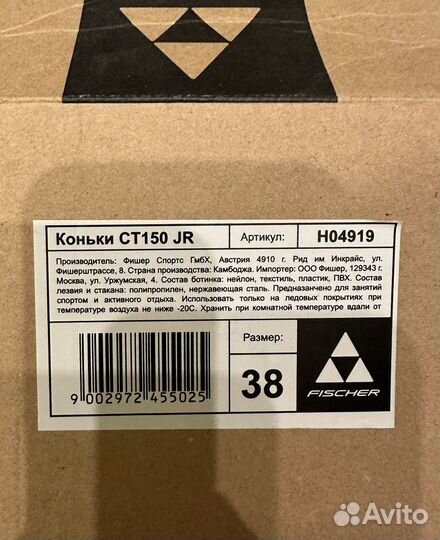 Коньки CT150 JR
Артикул:
H04919
Производитель: Фишер Спортс ГмбХ, Австрия 4910 г. Рид им Инкрайс, ул.
Фишерштрассе, 8. Страна производства: Камбоджа. Импортер: ООО Фишер, 129343 г.
Москва, ул. Уржумская, 4. Состав ботинка: нейлон, текстиль, пластик, ПВХ. Состав
лезвия и стакана: полипропилен, нержавеющая сталь. Предназначено для занятий
спортом и активного отдыха. Использовать только на ледовых покрытиях при
температуре воздуха не ниже -20С. Хранить при комнатной температуре вдали от
Размер:
38
FISCHER
9 002972 455025
Avito